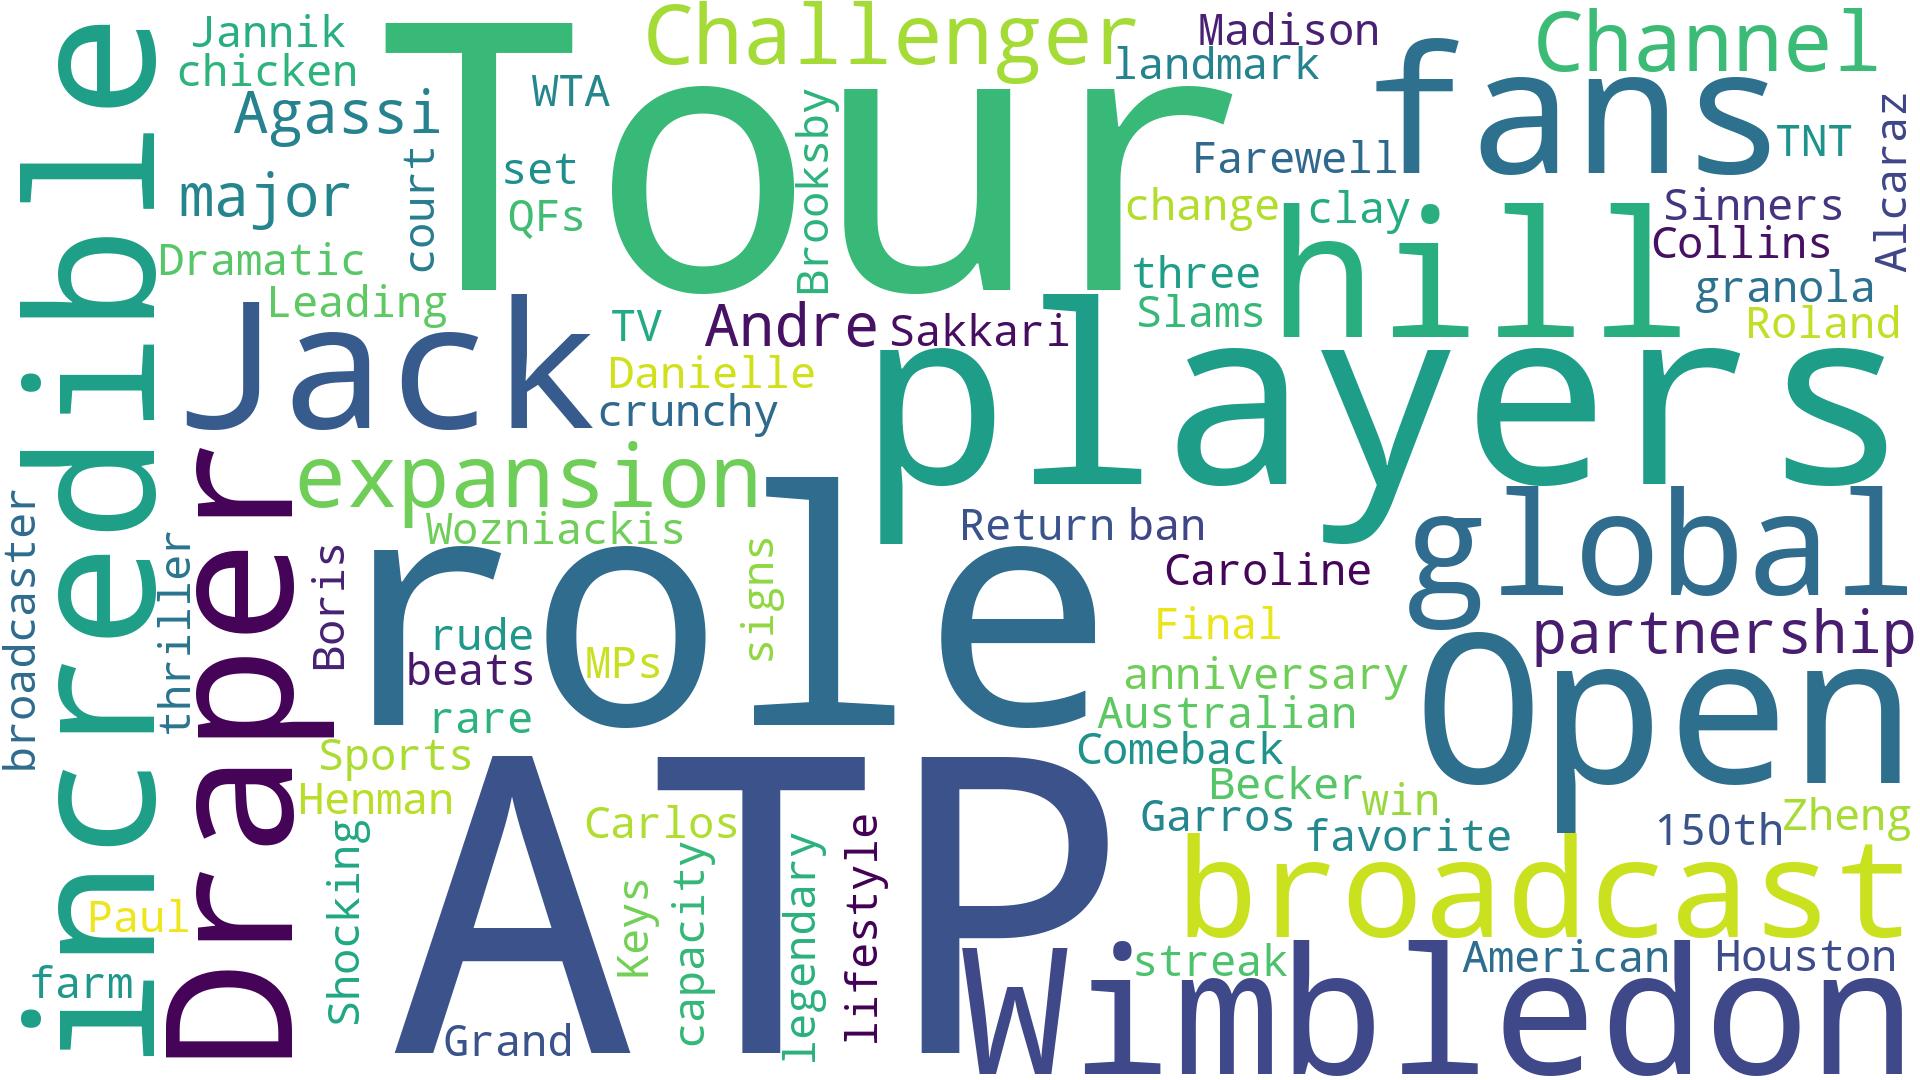 incredible
Jannik
chicken
Agassi
major
court
Dramatic
Leading
Tour
WTA
set
QFs
Brooksby
Challenger
Madison
landmark
Farewell
fans
Channel
TNT
Alcaraz
change
clay
hill
Sinners
Collins
three
Slams
granola
Roland
Jack
TV
Andre
Sakkari
Danielle
crunchy
players
expansion
Wozniackis
role
Return
ban
global
Caroline
partnership
broadcaster
thriller
Draper
Boris
rude
beats
MPs
rare
signs
Final
anniversary
Australian
Comeback
Open
Sports
Henman
Carlos
ATP
Becker
win
Garros
favorite
150th
Zheng
broadcast
Paul
farm
Shocking
Keys
capacity
legendary
lifestyle
Grand
streak
American
Houston
Wimbledon